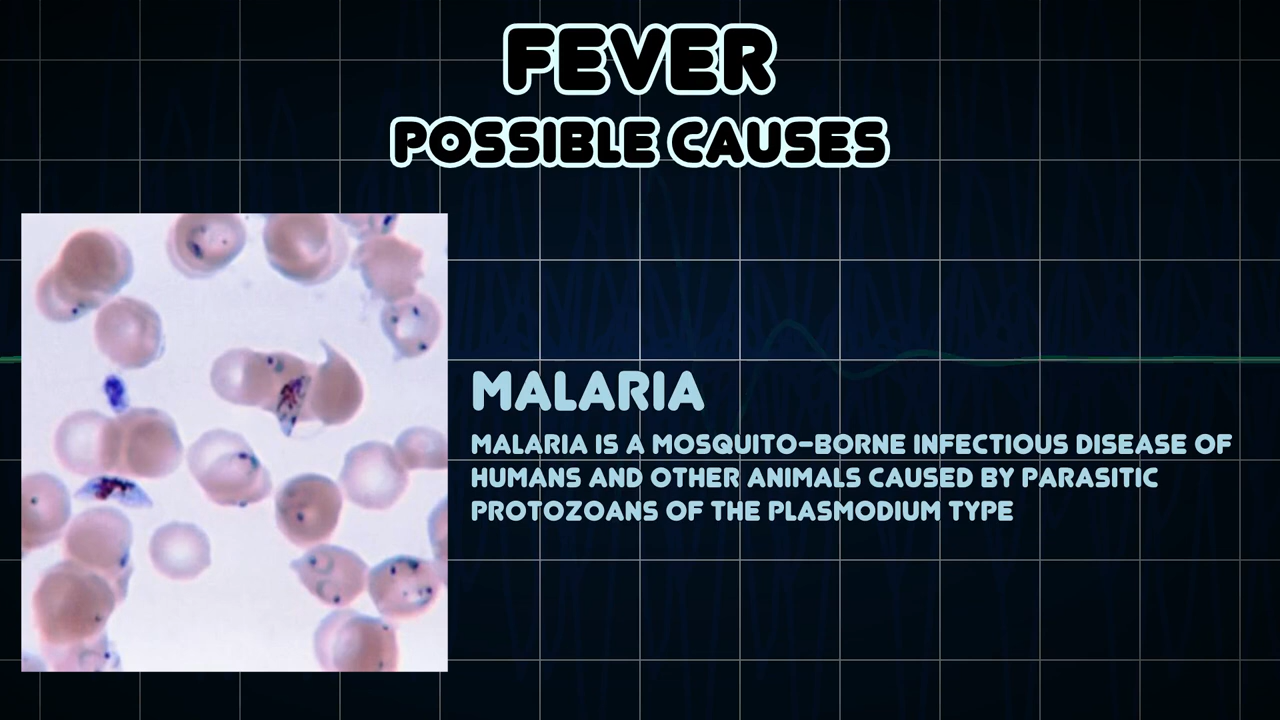 FEVER
POSSIBLE CAUSES
MALARIA
MALARIA IS A MOSQUITO-BORNE INFECTIOUS DISEASE OF
HUMANS AND OTHER ANIMALS CAUSED BY PARASITIC
PROTOZOANS OF THE PLASMODIUM TYPE